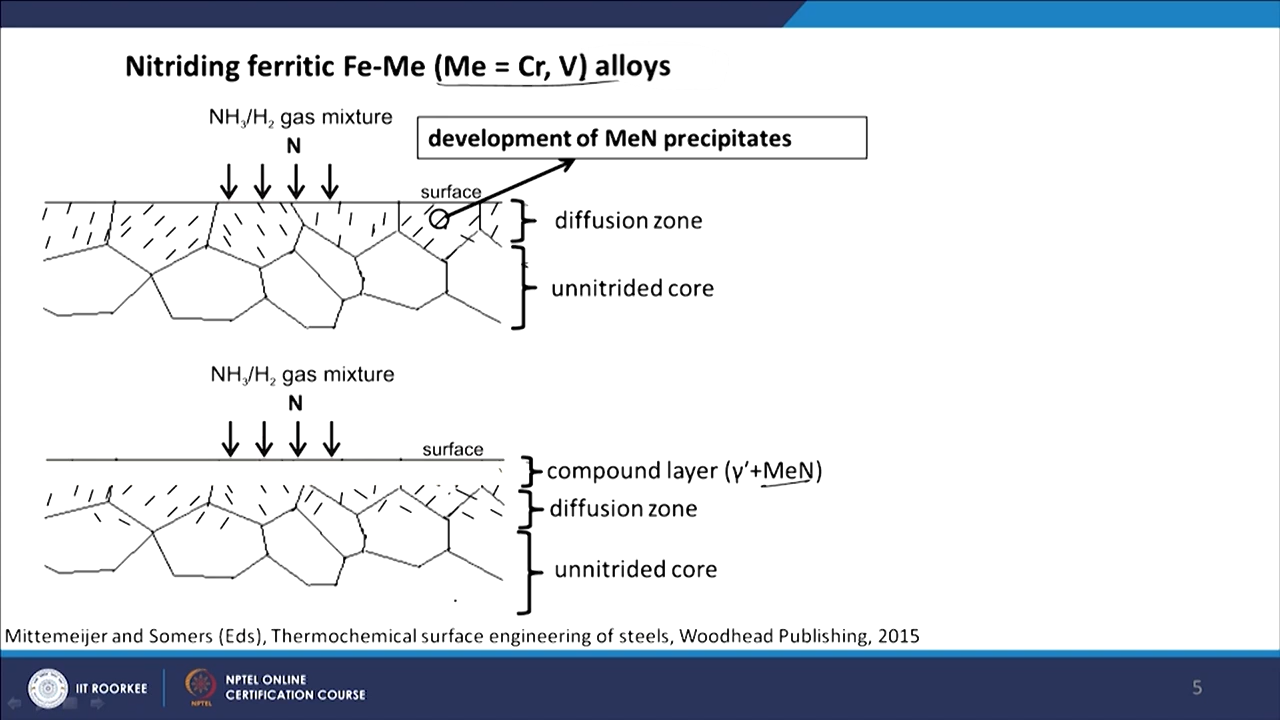 Nitriding ferritic Fe-Me (Me = Cr, V) alloys
NH₃/H₂ gas mixture
N
development of MeN precipitates
surface
diffusion zone
unnitrided core
NH₃/H₂ gas mixture
N
surface
compound layer (γ′+MeN)
diffusion zone
unnitrided core
Mittemeijer and Somers (Eds), Thermochemical surface engineering of steels, Woodhead Publishing, 2015
IIT ROORKEE
NPTEL
NPTEL ONLINE
CERTIFICATION COURSE
5